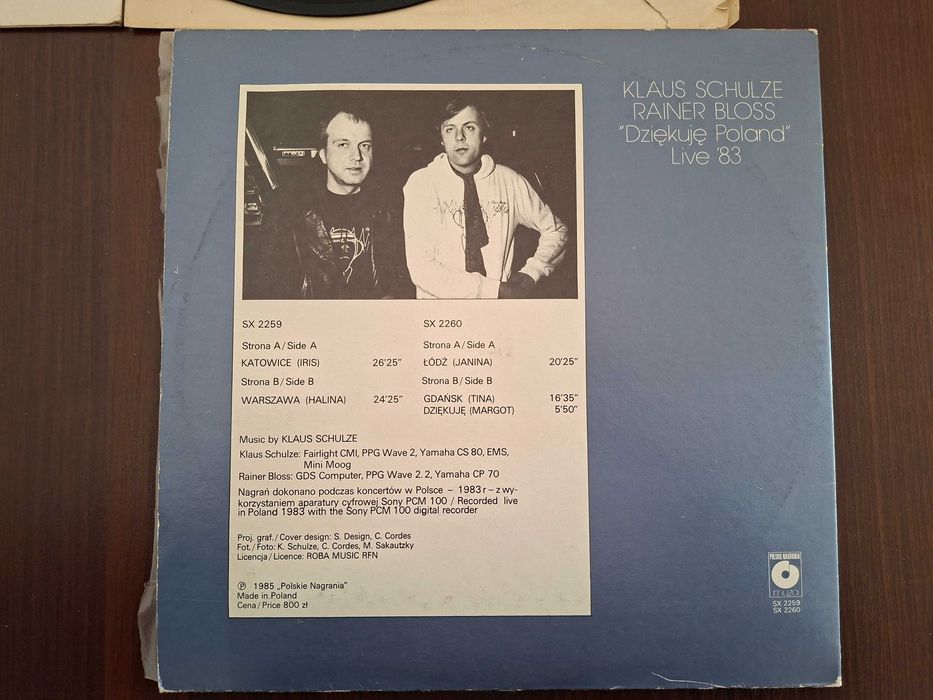 KLAUS SCHULZE
RAINER BLOSS
"Dziękuję Poland"
Live '83
SX 2259
Strona A/Side A
KATOWICE (IRIS) 26'25"
Strona B/Side B
WARSZAWA (HALINA) 24'25"
SX 2260
Strona A/Side A
ŁÓDŹ (JANINA) 20'25"
Strona B/Side B
GDAŃSK (TINA) 16'35"
DZIĘKUJĘ (MARGOT) 5'50"
Music by KLAUS SCHULZE
Klaus Schulze: Fairlight CMI, PPG Wave 2, Yamaha CS 80, EMS,
Mini Moog
Rainer Bloss: GDS Computer, PPG Wave 2. 2, Yamaha CP 70
Nagrań dokonano podczas koncertów w Polsce – 1983 r – z wy-
korzystaniem aparatury cyfrowej Sony PCM 100 / Recorded live
in Poland 1983 with the Sony PCM 100 digital recorder
Proj. graf./Cover design: S. Design, C. Cordes
Fot./Foto: K. Schulze, C. Cordes, M. Sakautzky
Licencja/Licence: ROBA MUSIC RFN
Ⓟ 1985 „Polskie Nagrania"
Made in Poland
Cena/Price 800 zł
POLSKIE NAGRANIA
muza
SX 2259
SX 2260